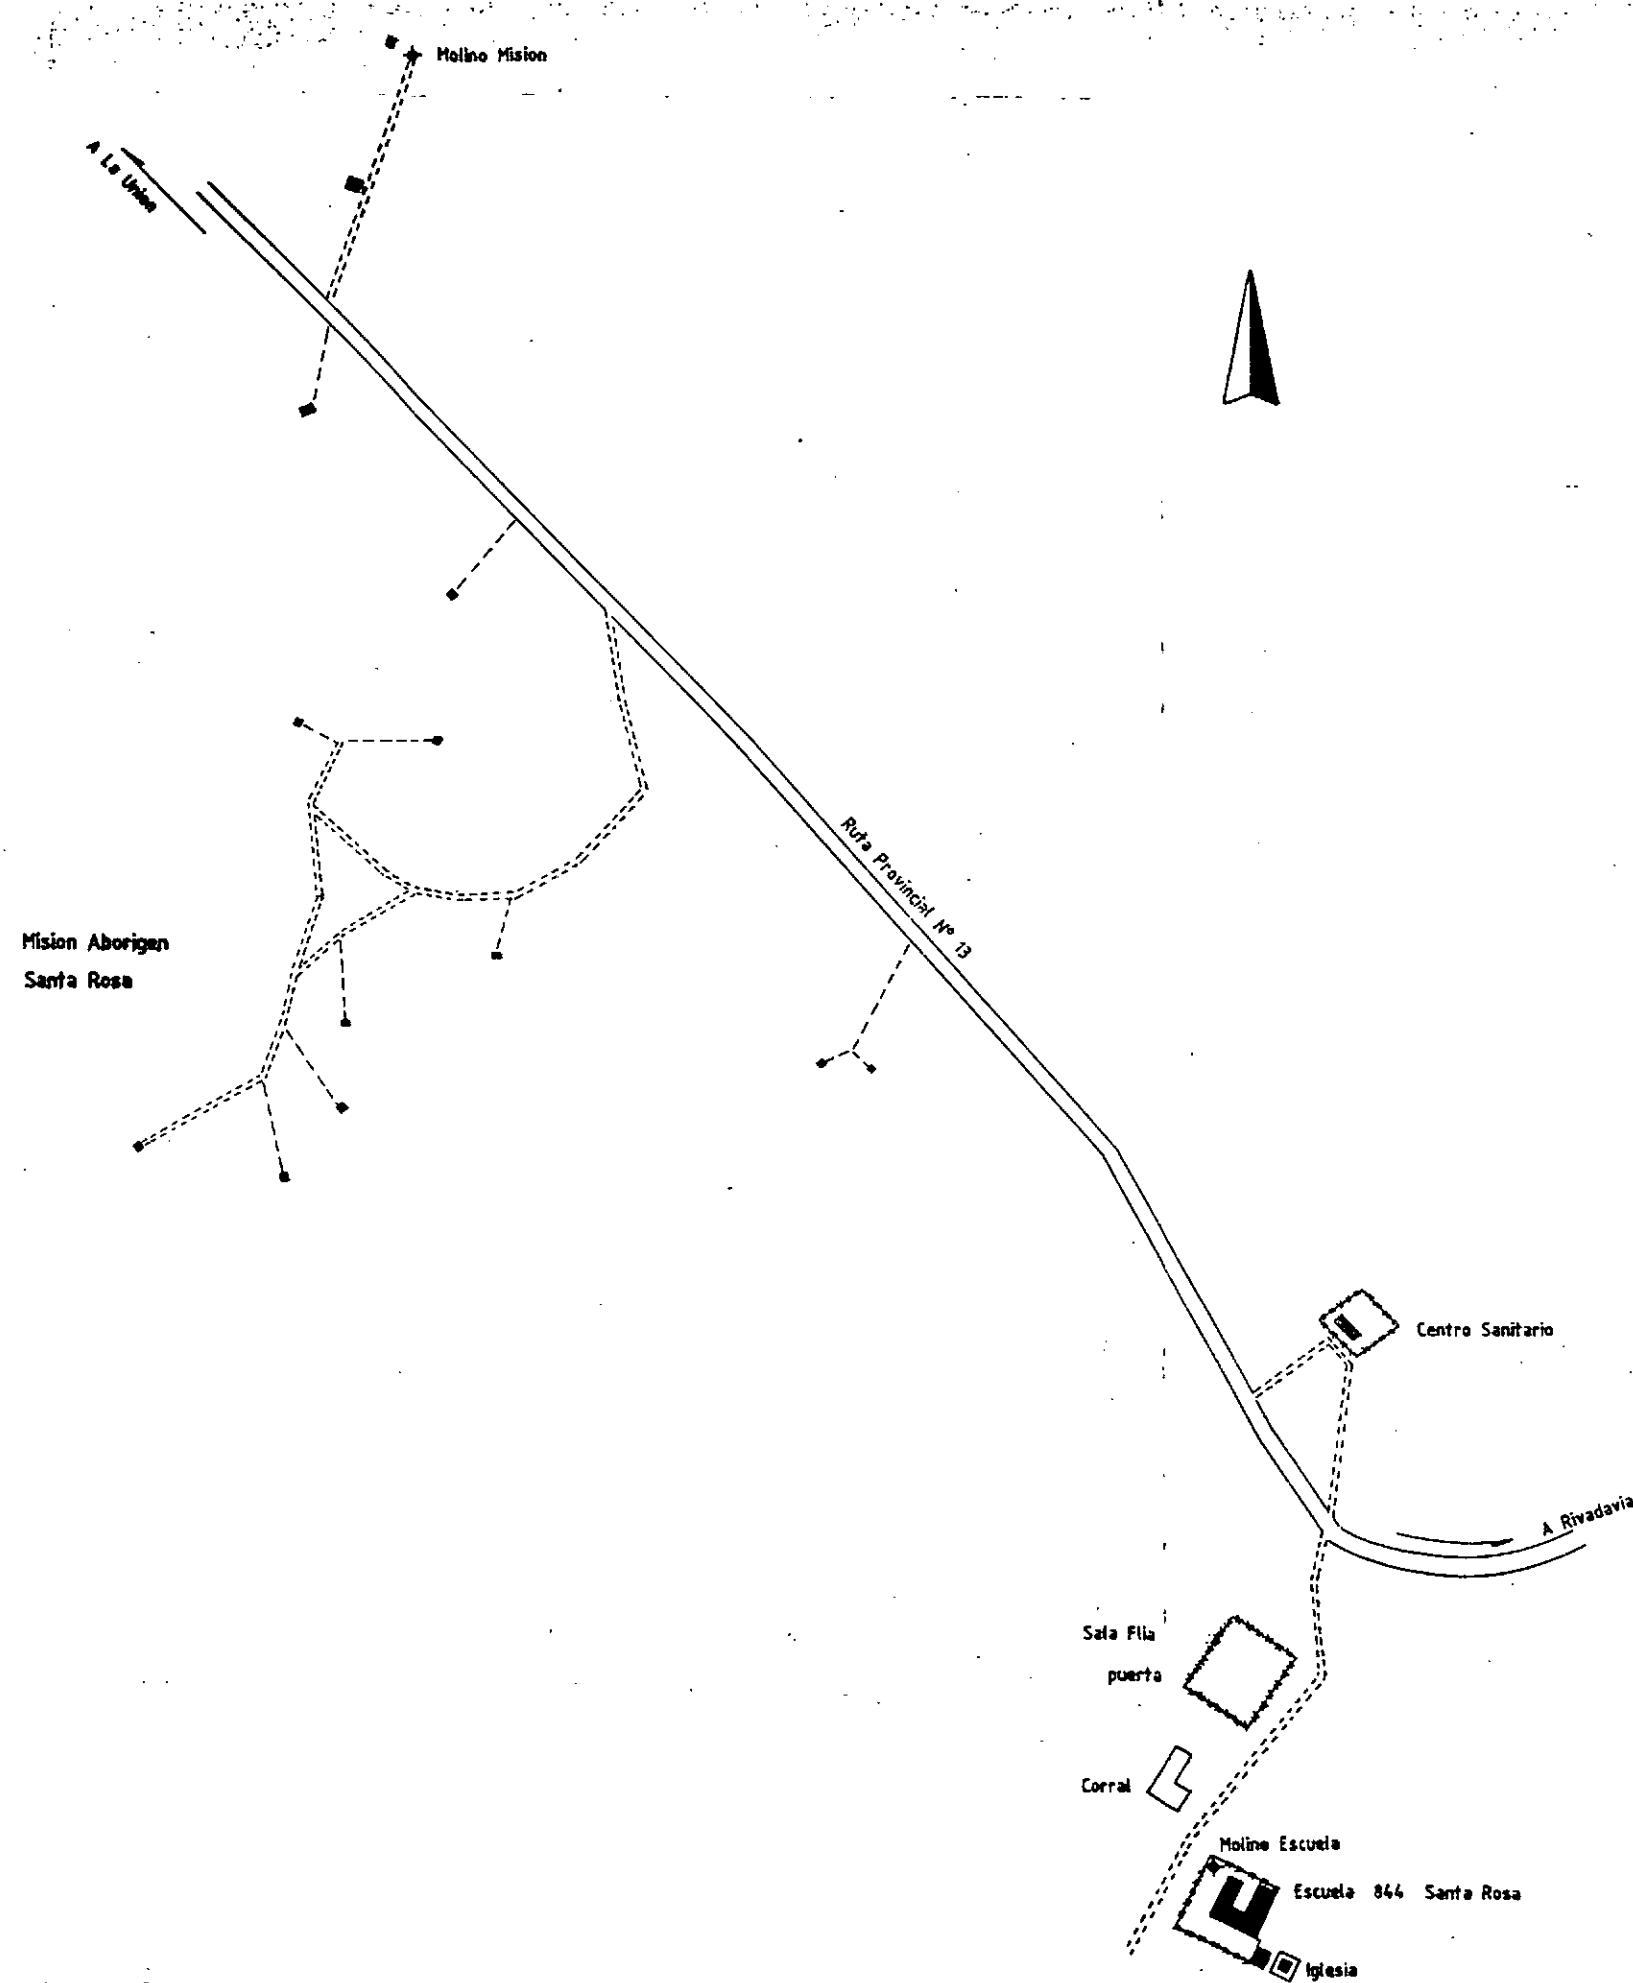 Molino Mision
A La Union
Ruta Provincial Nº 13
Mision Aborigen
Santa Rosa
Centro Sanitario
A Rivadavia
Sala Flia
puerta
Corral
Molino Escuela
Escuela 844 Santa Rosa
Iglesia